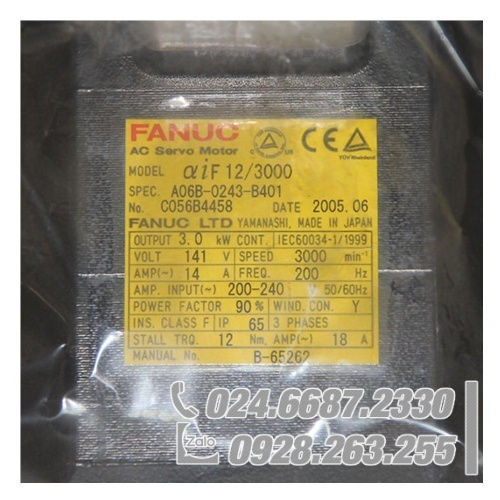 FANUC
AC Servo Motor
CE
TÜV Rheinland
MODEL αiF 12/3000
SPEC. A06B-0243-B401
No. C056B4458 DATE 2005.06
FANUC LTD YAMANASHI, MADE IN JAPAN
OUTPUT 3.0 kW CONT. IEC60034-1/1999
VOLT 141 V SPEED 3000 min⁻¹
AMP(~) 14 A FREQ. 200 Hz
AMP. INPUT(~) 200-240 V 50/60Hz
POWER FACTOR 90% WIND. CON. Y
INS. CLASS F IP 65 3 PHASES
STALL TRQ. 12 Nm, AMP(~) 18 A
MANUAL No. B-65262
024.6687.2330
Zalo 0928.263.255